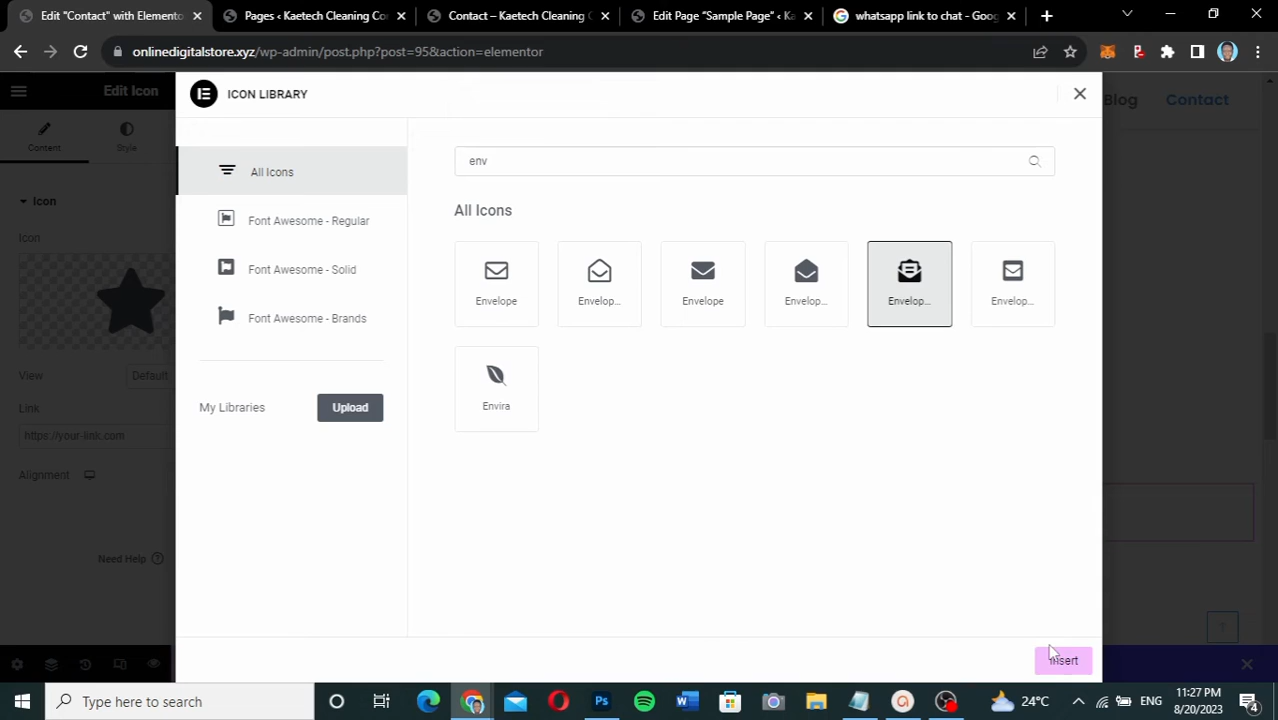 Edit "Contact" with Elemento
Pages ‹ Kaetech Cleaning Co
Contact – Kaetech Cleaning C
Edit Page “Sample Page” ‹ Ka
whatsapp link to chat - Goog
onlinedigitalstore.xyz/wp-admin/post.php?post=95&action=elementor
Edit Icon
ICON LIBRARY
Blog
Contact
Content
Style
env
All Icons
All Icons
Font Awesome - Regular
Icon
Icon
Font Awesome - Solid
Envelope
Envelop...
Envelope
Envelop...
Envelop...
Envelop...
Font Awesome - Brands
View
Default
Link
My Libraries
Upload
Envira
https://your-link.com
Alignment
Need Help
Insert
Type here to search
24°C
ENG
11:27 PM
8/20/2023
4